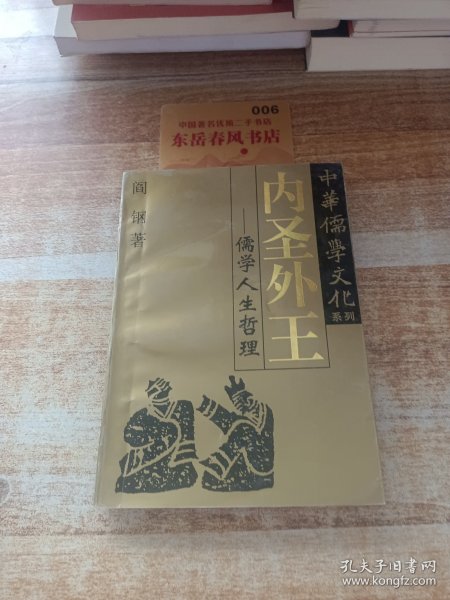 006
中国著名优质二手书店
东岳春风书店
中華儒學文化
系列
内圣外王
——儒学人生哲理
阎钢著
孔夫子旧书网
www.kongfz.com